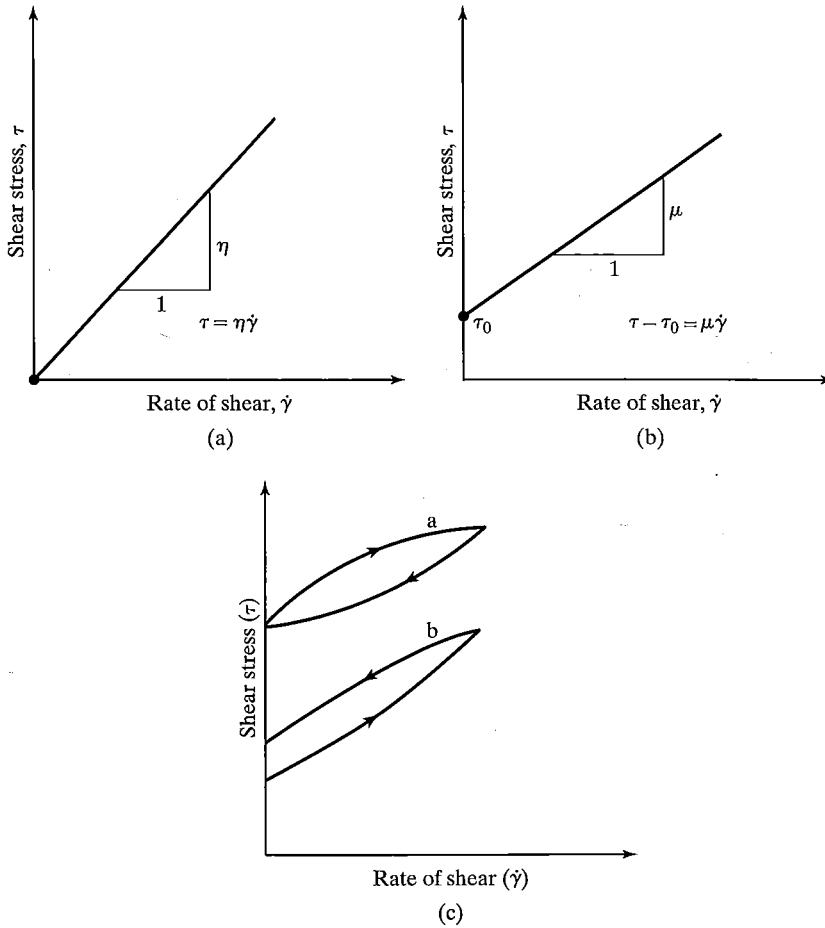 Shear stress, τ
η
1
τ = ηγ̇
Rate of shear, γ̇
(a)
Shear stress, τ
μ
1
τ0
τ − τ0 = μγ̇
Rate of shear, γ̇
(b)
Shear stress (τ)
a
b
Rate of shear (γ̇)
(c)